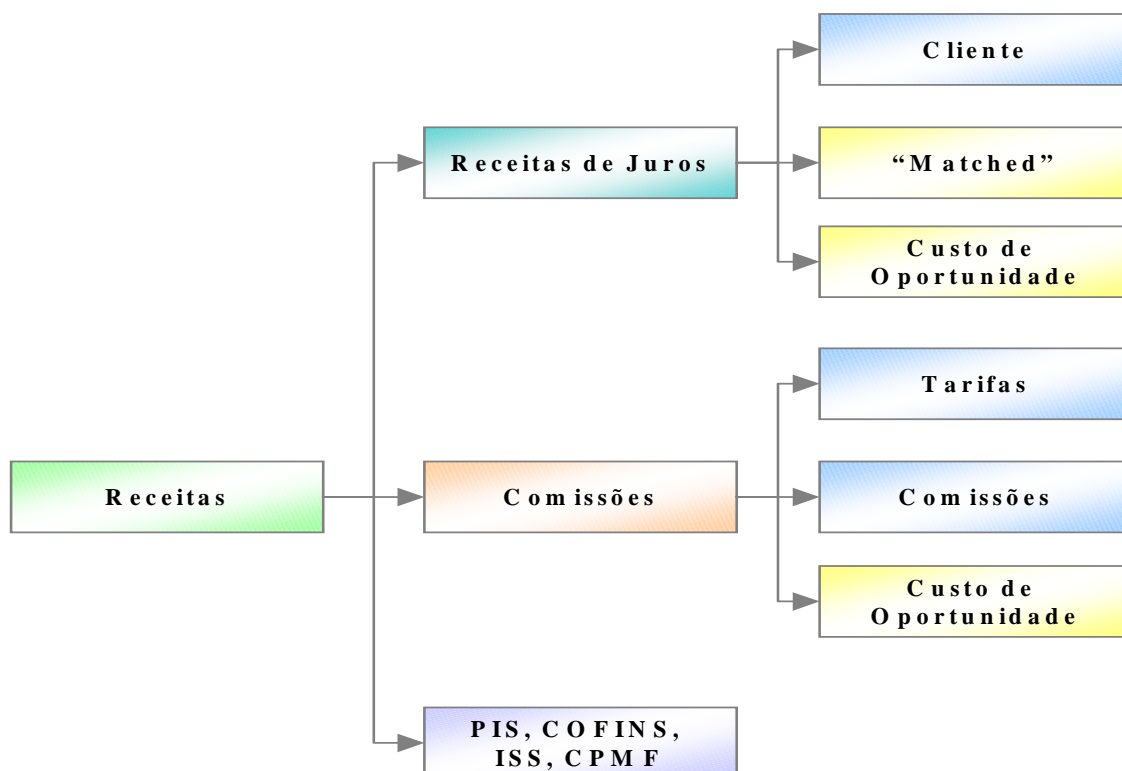 Cliente
Receitas de Juros
“Matched”
Custo de
Oportunidade
Tarifas
Receitas
Comissões
Comissões
Custo de
Oportunidade
PIS, COFINS,
ISS, CPMF